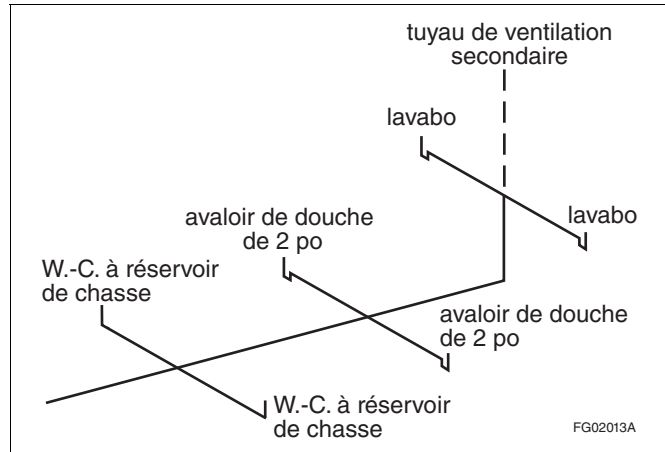 tuyau de ventilation
secondaire
lavabo
lavabo
avaloir de douche
de 2 po
W.-C. à réservoir
de chasse
avaloir de douche
de 2 po
W.-C. à réservoir
de chasse
FG02013A